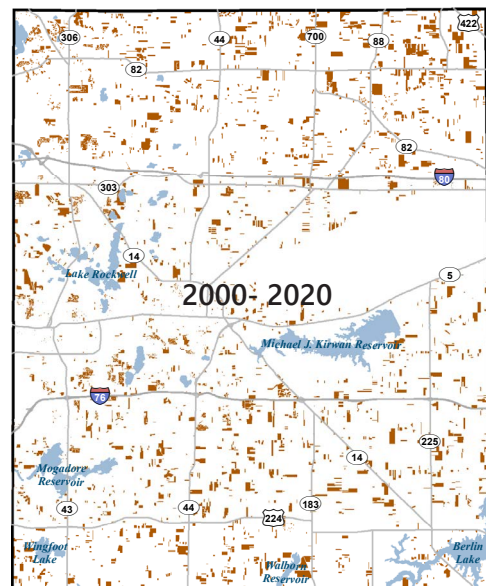 422
306
44
700
88
82
82
80
303
14
5
Lake Rockwell
2000- 2020
Michael J. Kirwan Reservoir
76
225
14
Mogadore
Reservoir
43
44
183
224
Wingfoot
Lake
Berlin
Lake
Walborn
Reservoir